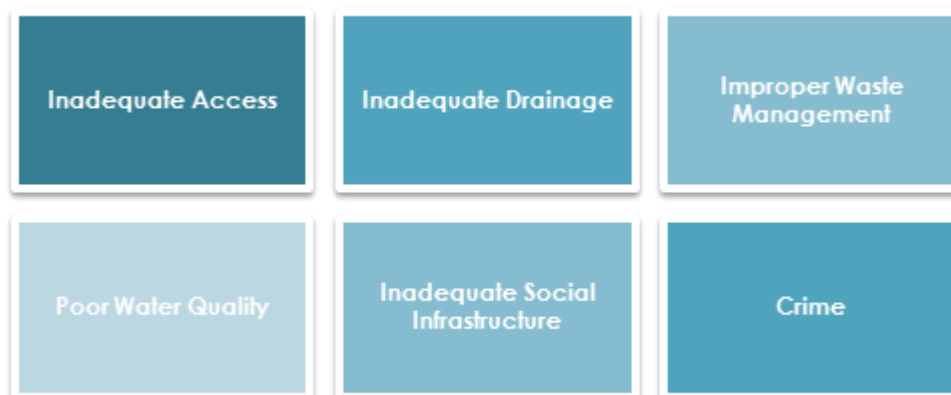 Inadequate Access
Inadequate Drainage
Improper Waste
Management
Poor Water Quality
Inadequate Social
Infrastructure
Crime